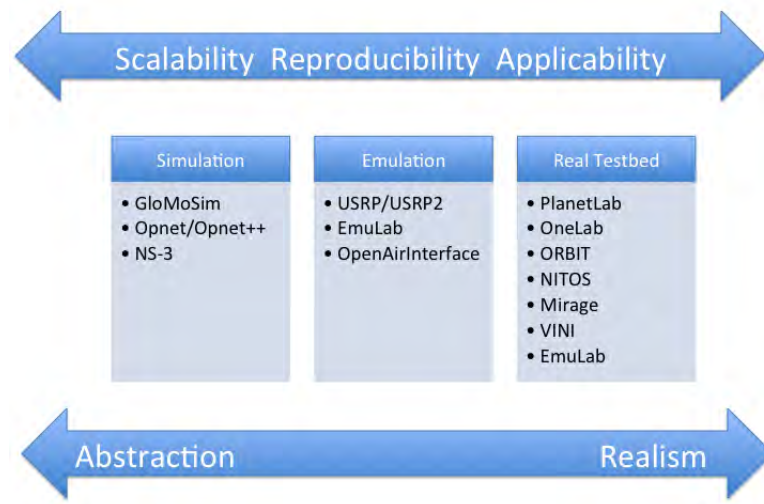 Scalability Reproducibility Applicability
Simulation
• GloMoSim
• Opnet/Opnet++
• NS-3
Emulation
• USRP/USRP2
• EmuLab
• OpenAirInterface
Real Testbed
• PlanetLab
• OneLab
• ORBIT
• NITOS
• Mirage
• VINI
• EmuLab
Abstraction
Realism